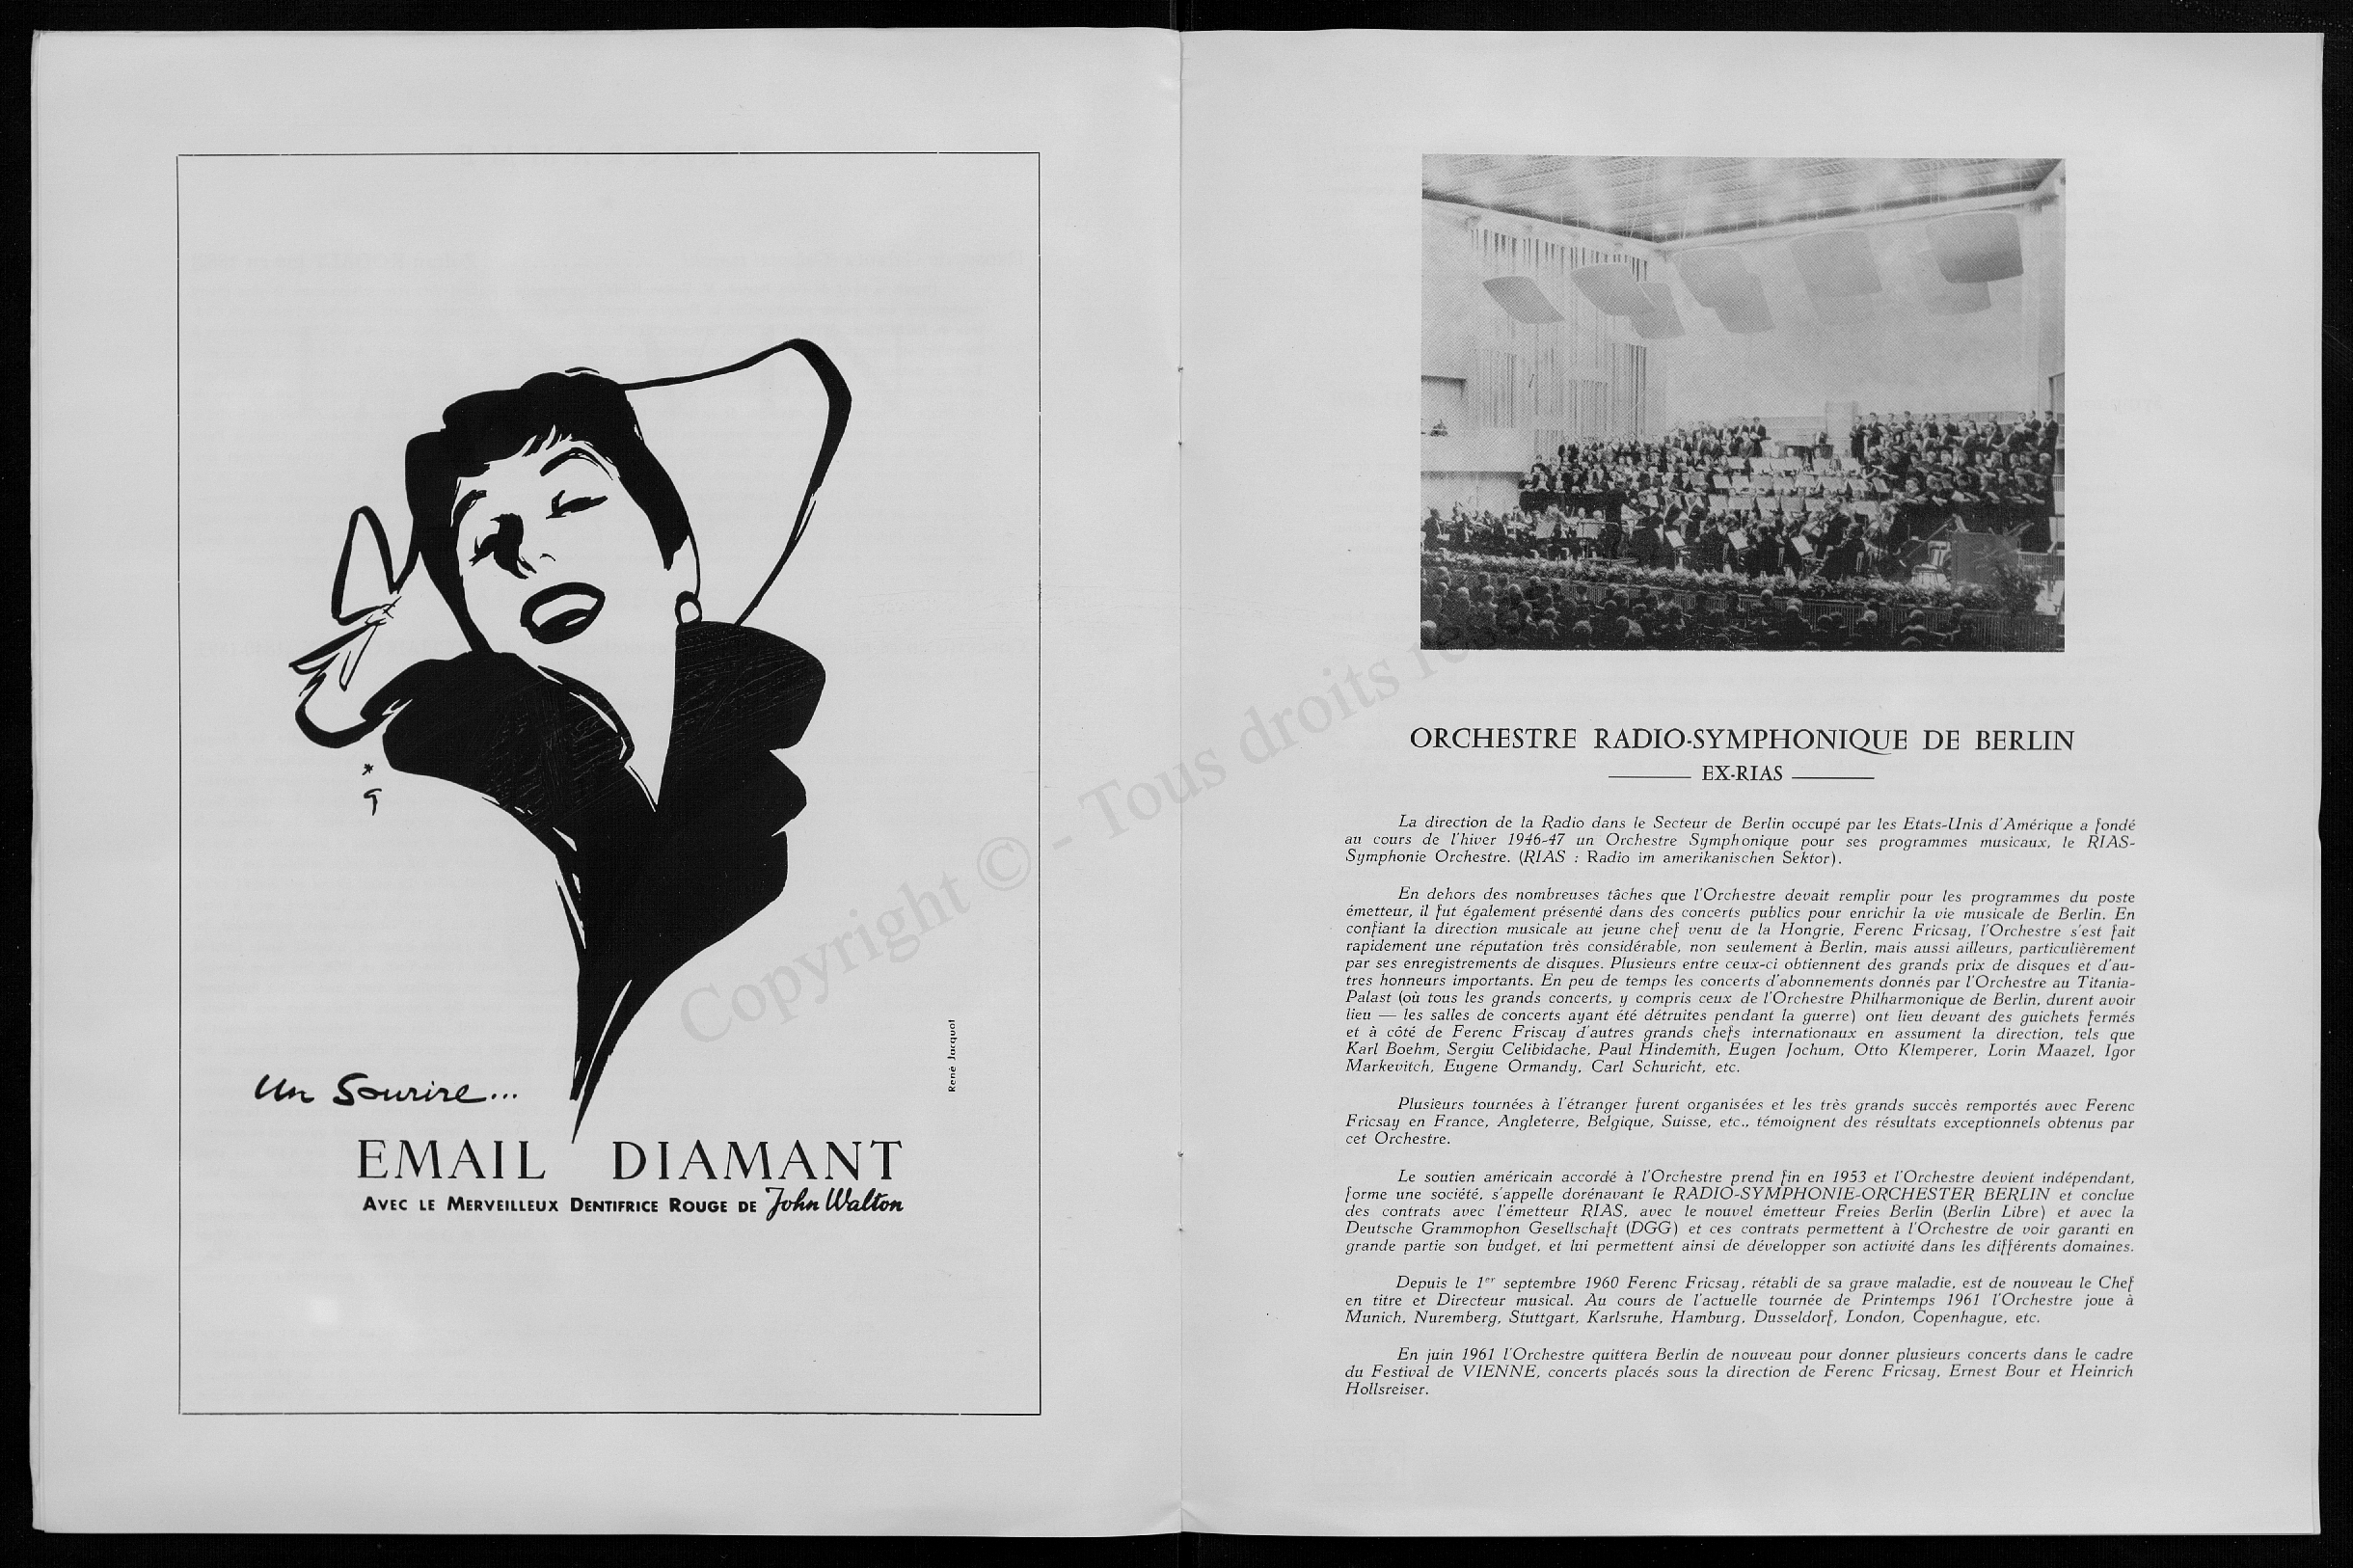 Un Sourire...
EMAIL DIAMANT
AVEC LE MERVEILLEUX DENTIFRICE ROUGE DE John Walton
René Jacquot
Copyright © - Tous droits
ORCHESTRE RADIO-SYMPHONIQUE DE BERLIN
EX-RIAS
La direction de la Radio dans le Secteur de Berlin occupé par les Etats-Unis d'Amérique a fondé
au cours de l'hiver 1946-47 un Orchestre Symphonique pour ses programmes musicaux, le RIAS-
Symphonie Orchestre. (RIAS : Radio im amerikanischen Sektor).
En dehors des nombreuses tâches que l'Orchestre devait remplir pour les programmes du poste
émetteur, il fut également présenté dans des concerts publics pour enrichir la vie musicale de Berlin. En
confiant la direction musicale au jeune chef venu de la Hongrie, Ferenc Fricsay, l'Orchestre s'est fait
rapidement une réputation très considérable, non seulement à Berlin, mais aussi ailleurs, particulièrement
par ses enregistrements de disques. Plusieurs entre ceux-ci obtiennent des grands prix de disques et d'au-
tres honneurs importants. En peu de temps les concerts d'abonnements donnés par l'Orchestre au Titania-
Palast (où tous les grands concerts, y compris ceux de l'Orchestre Philharmonique de Berlin, durent avoir
lieu — les salles de concerts ayant été détruites pendant la guerre) ont lieu devant des guichets fermés
et à côté de Ferenc Friscay d'autres grands chefs internationaux en assument la direction, tels que
Karl Boehm, Sergiu Celibidache, Paul Hindemith, Eugen Jochum, Otto Klemperer, Lorin Maazel, Igor
Markevitch, Eugene Ormandy, Carl Schuricht, etc.
Plusieurs tournées à l'étranger furent organisées et les très grands succès remportés avec Ferenc
Fricsay en France, Angleterre, Belgique, Suisse, etc., témoignent des résultats exceptionnels obtenus par
cet Orchestre.
Le soutien américain accordé à l'Orchestre prend fin en 1953 et l'Orchestre devient indépendant,
forme une société, s'appelle dorénavant le RADIO-SYMPHONIE-ORCHESTER BERLIN et conclue
des contrats avec l'émetteur RIAS, avec le nouvel émetteur Freies Berlin (Berlin Libre) et avec la
Deutsche Grammophon Gesellschaft (DGG) et ces contrats permettent à l'Orchestre de voir garanti en
grande partie son budget, et lui permettent ainsi de développer son activité dans les différents domaines.
Depuis le 1er septembre 1960 Ferenc Fricsay, rétabli de sa grave maladie, est de nouveau le Chef
en titre et Directeur musical. Au cours de l'actuelle tournée de Printemps 1961 l'Orchestre joue à
Munich, Nuremberg, Stuttgart, Karlsruhe, Hamburg, Dusseldorf, London, Copenhague, etc.
En juin 1961 l'Orchestre quittera Berlin de nouveau pour donner plusieurs concerts dans le cadre
du Festival de VIENNE, concerts placés sous la direction de Ferenc Fricsay, Ernest Bour et Heinrich
Hollsreiser.